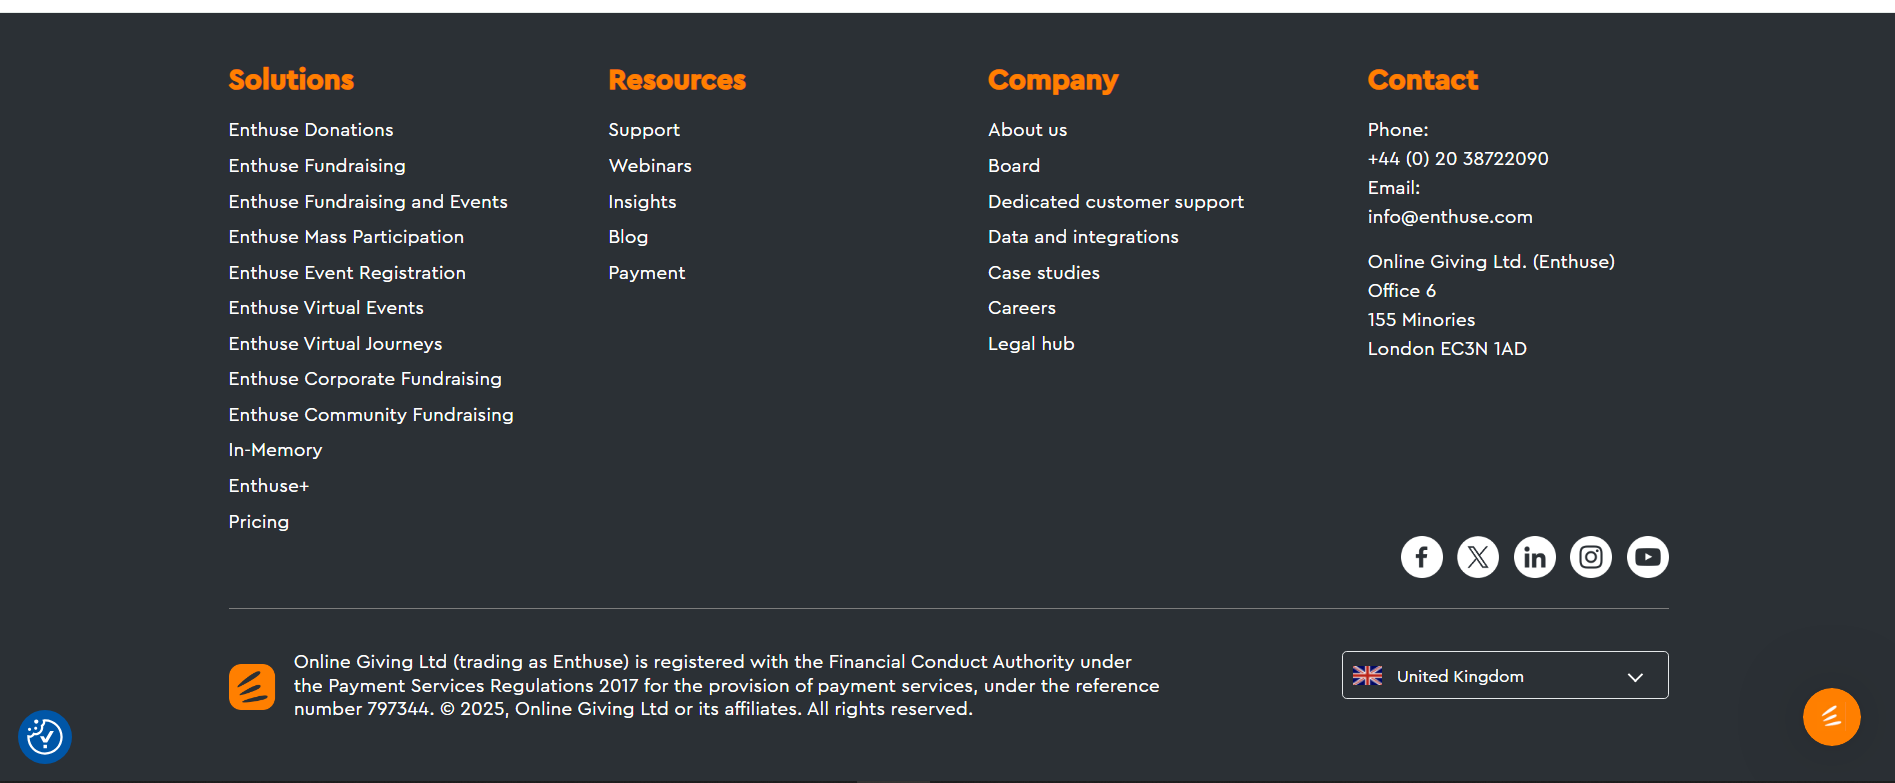 Solutions
Enthuse Donations
Enthuse Fundraising
Enthuse Fundraising and Events
Enthuse Mass Participation
Enthuse Event Registration
Enthuse Virtual Events
Enthuse Virtual Journeys
Enthuse Corporate Fundraising
Enthuse Community Fundraising
In-Memory
Enthuse+
Pricing
Resources
Support
Webinars
Insights
Blog
Payment
Company
About us
Board
Dedicated customer support
Data and integrations
Case studies
Careers
Legal hub
Contact
Phone:
+44 (0) 20 38722090
Email:
info@enthuse.com
Online Giving Ltd. (Enthuse)
Office 6
155 Minories
London EC3N 1AD
Online Giving Ltd (trading as Enthuse) is registered with the Financial Conduct Authority under
the Payment Services Regulations 2017 for the provision of payment services, under the reference
number 797344. © 2025, Online Giving Ltd or its affiliates. All rights reserved.
United Kingdom